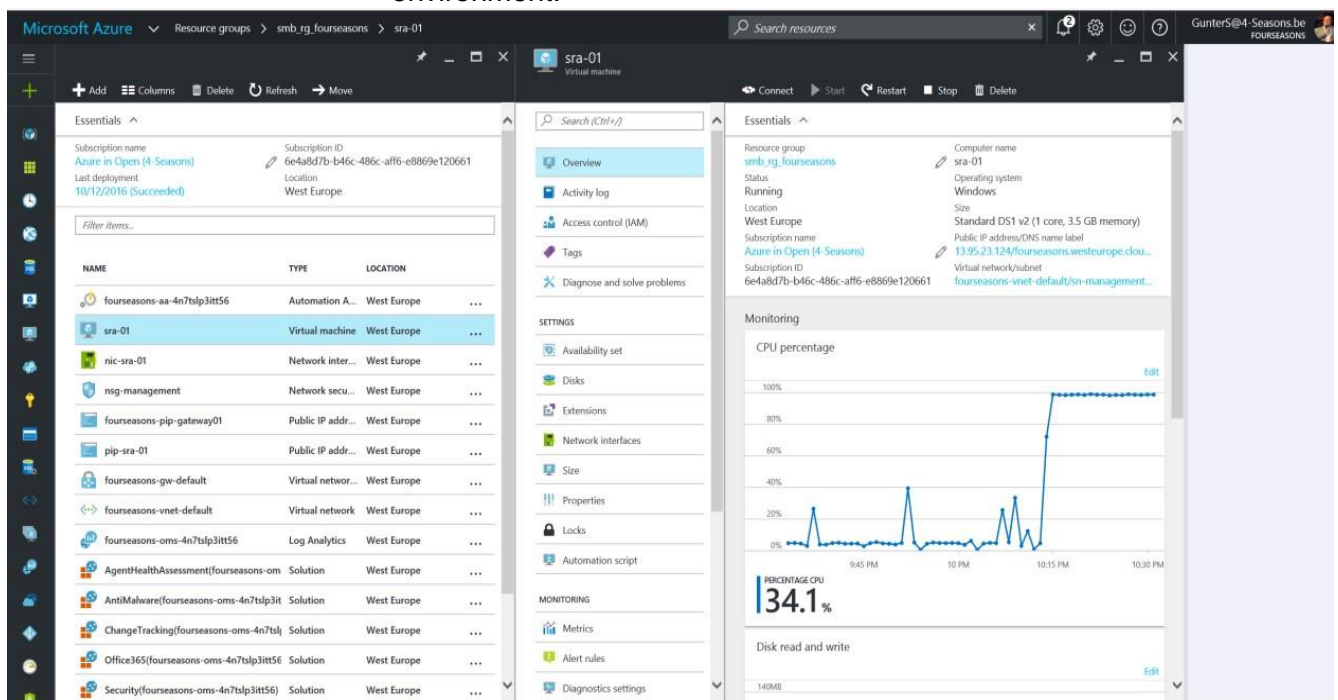 environment.
Microsoft Azure Resource groups > smb_rg_fourseasons > sra-01
Search resources
2
GunterS@4-Seasons.be
FOURSEASONS
Add Columns Delete Refresh Move
Essentials
Subscription name
Azure in Open (4-Seasons)
Subscription ID
6e4a8d7b-b46c-486c-aff6-e8869e120661
Last deployment
10/12/2016 (Succeeded)
Location
West Europe
Filter items...
NAME TYPE LOCATION
fourseasons-aa-4n7tslp3itt56 Automation A... West Europe ...
sra-01 Virtual machine West Europe ...
nic-sra-01 Network inter... West Europe ...
nsg-management Network secu... West Europe ...
fourseasons-pip-gateway01 Public IP addr... West Europe ...
pip-sra-01 Public IP addr... West Europe ...
fourseasons-gw-default Virtual networ... West Europe ...
fourseasons-vnet-default Virtual network West Europe ...
fourseasons-oms-4n7tslp3itt56 Log Analytics West Europe ...
AgentHealthAssessment(fourseasons-om Solution West Europe ...
AntiMalware(fourseasons-oms-4n7tslp3it Solution West Europe ...
ChangeTracking(fourseasons-oms-4n7tslp Solution West Europe ...
Office365(fourseasons-oms-4n7tslp3itt56 Solution West Europe ...
Security(fourseasons-oms-4n7tslp3itt56) Solution West Europe ...
sra-01
Virtual machine
Search (Ctrl+/)
Overview
Activity log
Access control (IAM)
Tags
Diagnose and solve problems
SETTINGS
Availability set
Disks
Extensions
Network interfaces
Size
Properties
Locks
Automation script
MONITORING
Metrics
Alert rules
Diagnostics settings
Connect Start Restart Stop Delete
Essentials
Resource group
smb_rg_fourseasons
Status
Running
Location
West Europe
Subscription name
Azure in Open (4-Seasons)
Subscription ID
6e4a8d7b-b46c-486c-aff6-e8869e120661
Computer name
sra-01
Operating system
Windows
Size
Standard DS1 v2 (1 core, 3.5 GB memory)
Public IP address/DNS name label
13.95.23.124/fourseasons.westeurope.clou...
Virtual network/subnet
fourseasons-vnet-default/sn-management...
Monitoring
CPU percentage
Edit
100%
80%
60%
40%
20%
0%
9:45 PM 10 PM 10:15 PM 10:30 PM
PERCENTAGE CPU
34.1 %
Disk read and write
Edit
140MB